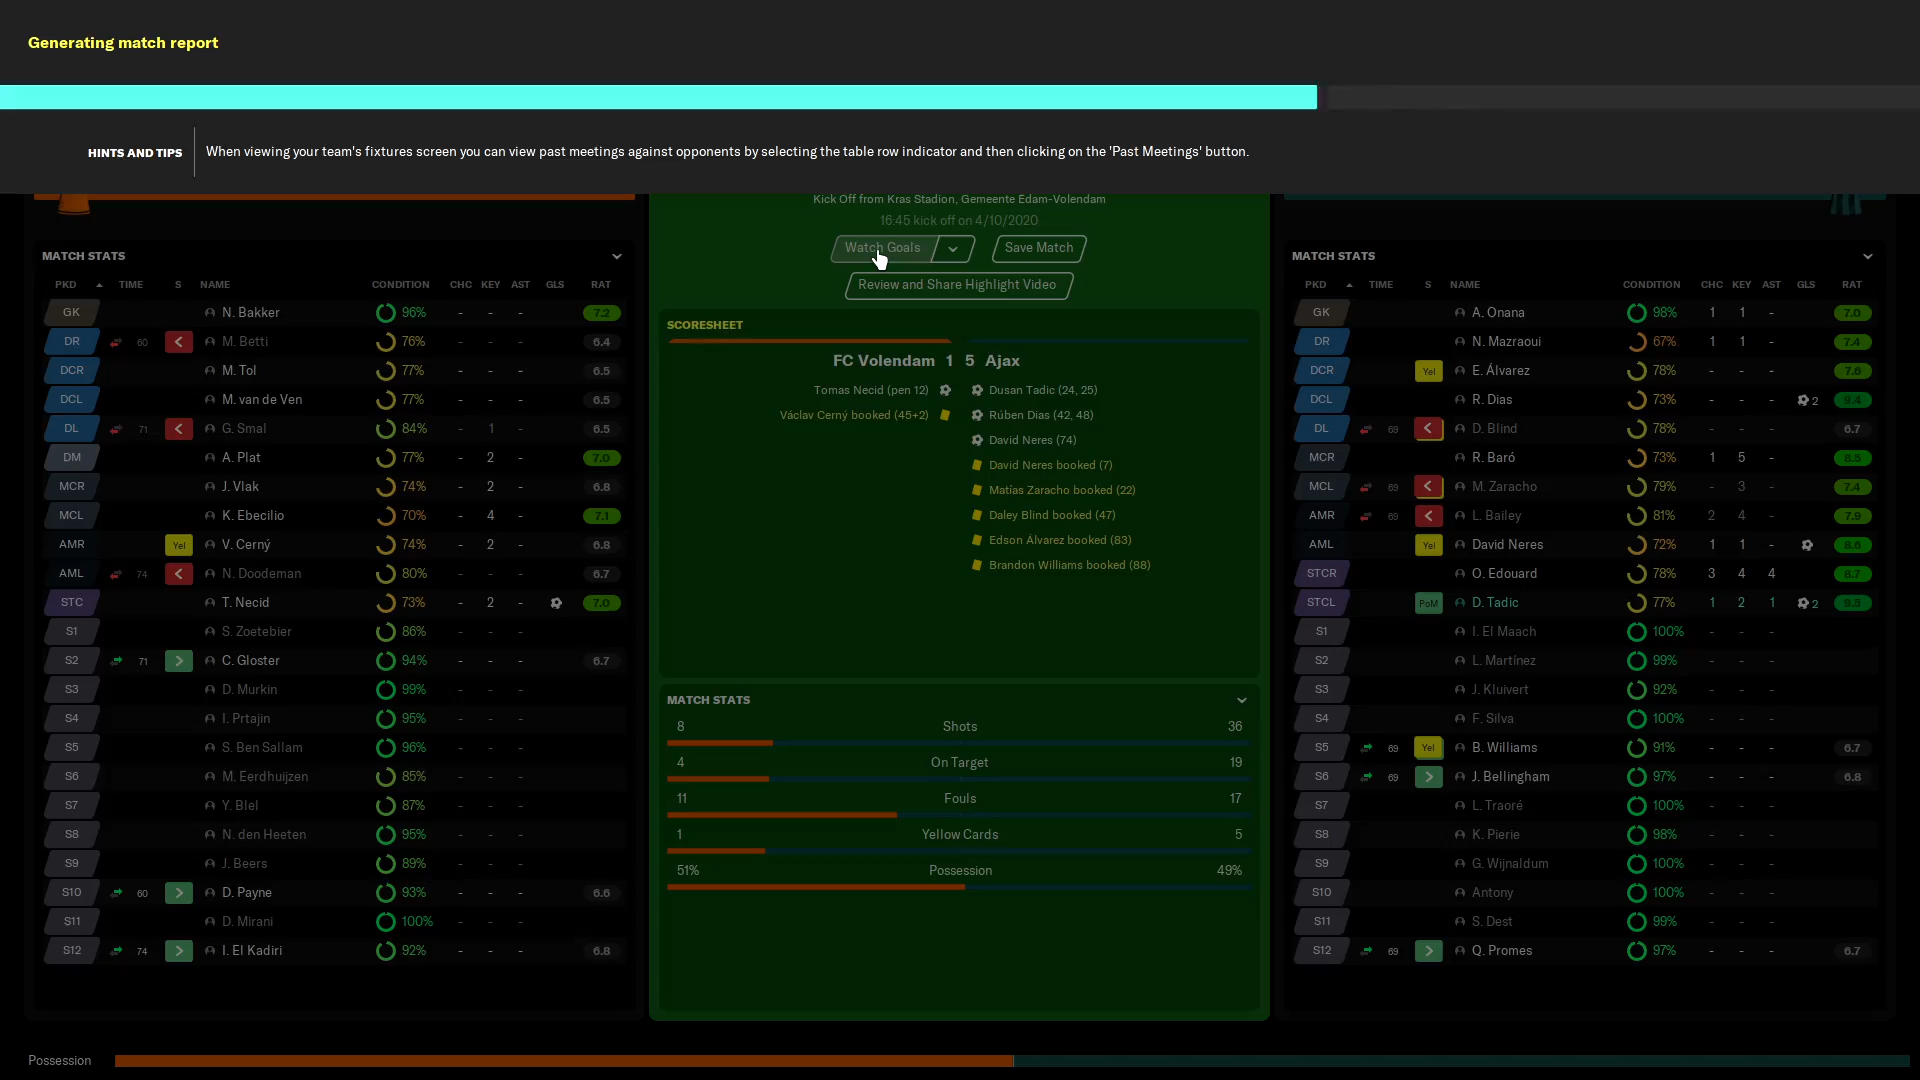 Generating match report
HINTS AND TIPS When viewing your team's fixtures screen you can view past meetings against opponents by selecting the table row indicator and then clicking on the 'Past Meetings' button.
Kick Off from Kras Stadion, Gemeente Edam-Volendam
16:45 kick off on 4/10/2020
Watch Goals
Save Match
Review and Share Highlight Video
MATCH STATS
PKD TIME S NAME CONDITION CHC KEY AST GLS RAT
GK N. Bakker 96% - - - 7.2
DR 60 M. Betti 76% - - - 6.4
DCR M. Tol 77% - - - 6.5
DCL M. van de Ven 77% - - - 6.5
DL 71 G. Smal 84% - 1 - 6.5
DM A. Plat 77% - 2 - 7.0
MCR J. Vlak 74% - 2 - 6.8
MCL K. Ebecilio 70% - 4 - 7.1
AMR Yel V. Cerný 74% - 2 - 6.8
AML 74 N. Doodeman 80% - - - 6.7
STC T. Necid 73% - 2 - 7.0
S1 S. Zoetebier 86% - - -
S2 71 C. Gloster 94% - - - 6.7
S3 D. Murkin 99% - - -
S4 I. Prtajin 95% - - -
S5 S. Ben Sallam 96% - - -
S6 M. Eerdhuijzen 85% - - -
S7 Y. Blel 87% - - -
S8 N. den Heeten 95% - - -
S9 J. Beers 89% - - -
S10 60 D. Payne 93% - - - 6.6
S11 D. Mirani 100% - - -
S12 74 I. El Kadiri 92% - - - 6.8
SCORESHEET
FC Volendam 1 5 Ajax
Tomas Necid (pen 12)
Václav Cerný booked (45+2)
Dusan Tadic (24, 25)
Rúben Dias (42, 48)
David Neres (74)
David Neres booked (7)
Matías Zaracho booked (22)
Daley Blind booked (47)
Edson Álvarez booked (83)
Brandon Williams booked (88)
MATCH STATS
8 Shots 36
4 On Target 19
11 Fouls 17
1 Yellow Cards 5
51% Possession 49%
MATCH STATS
PKD TIME S NAME CONDITION CHC KEY AST GLS RAT
GK A. Onana 98% 1 1 - 7.0
DR N. Mazraoui 67% 1 1 - 7.4
DCR Yel E. Álvarez 78% - - - 7.6
DCL R. Dias 73% - - - 2 9.4
DL 69 D. Blind 78% - - - 6.7
MCR R. Baró 73% 1 5 - 8.5
MCL 69 M. Zaracho 79% - 3 - 7.4
AMR 69 L. Bailey 81% 2 4 - 7.9
AML Yel David Neres 72% 1 1 - 8.6
STCR O. Edouard 78% 3 4 4 8.7
STCL PoM D. Tadic 77% 1 2 1 2 9.5
S1 I. El Maach 100% - - -
S2 L. Martínez 99% - - -
S3 J. Kluivert 92% - - -
S4 F. Silva 100% - - -
S5 69 Yel B. Williams 91% - - - 6.7
S6 69 J. Bellingham 97% - - - 6.8
S7 L. Traoré 100% - - -
S8 K. Pierie 98% - - -
S9 G. Wijnaldum 100% - - -
S10 Antony 100% - - -
S11 S. Dest 99% - - -
S12 69 Q. Promes 97% - - - 6.7
Possession